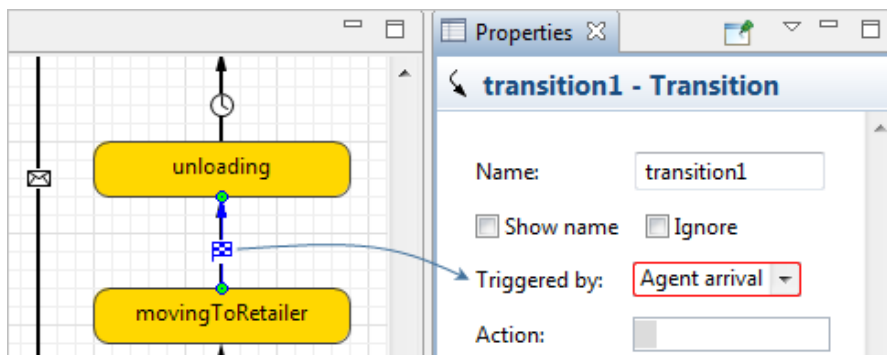 Properties
transition1 - Transition
unloading
Name: transition1
Show name Ignore
Triggered by: Agent arrival
movingToRetailer
Action: